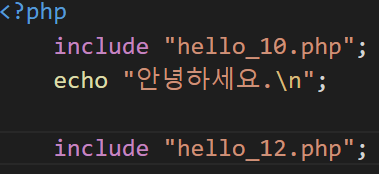 <?php
include "hello_10.php";
echo "안녕하세요.\n";
include "hello_12.php";